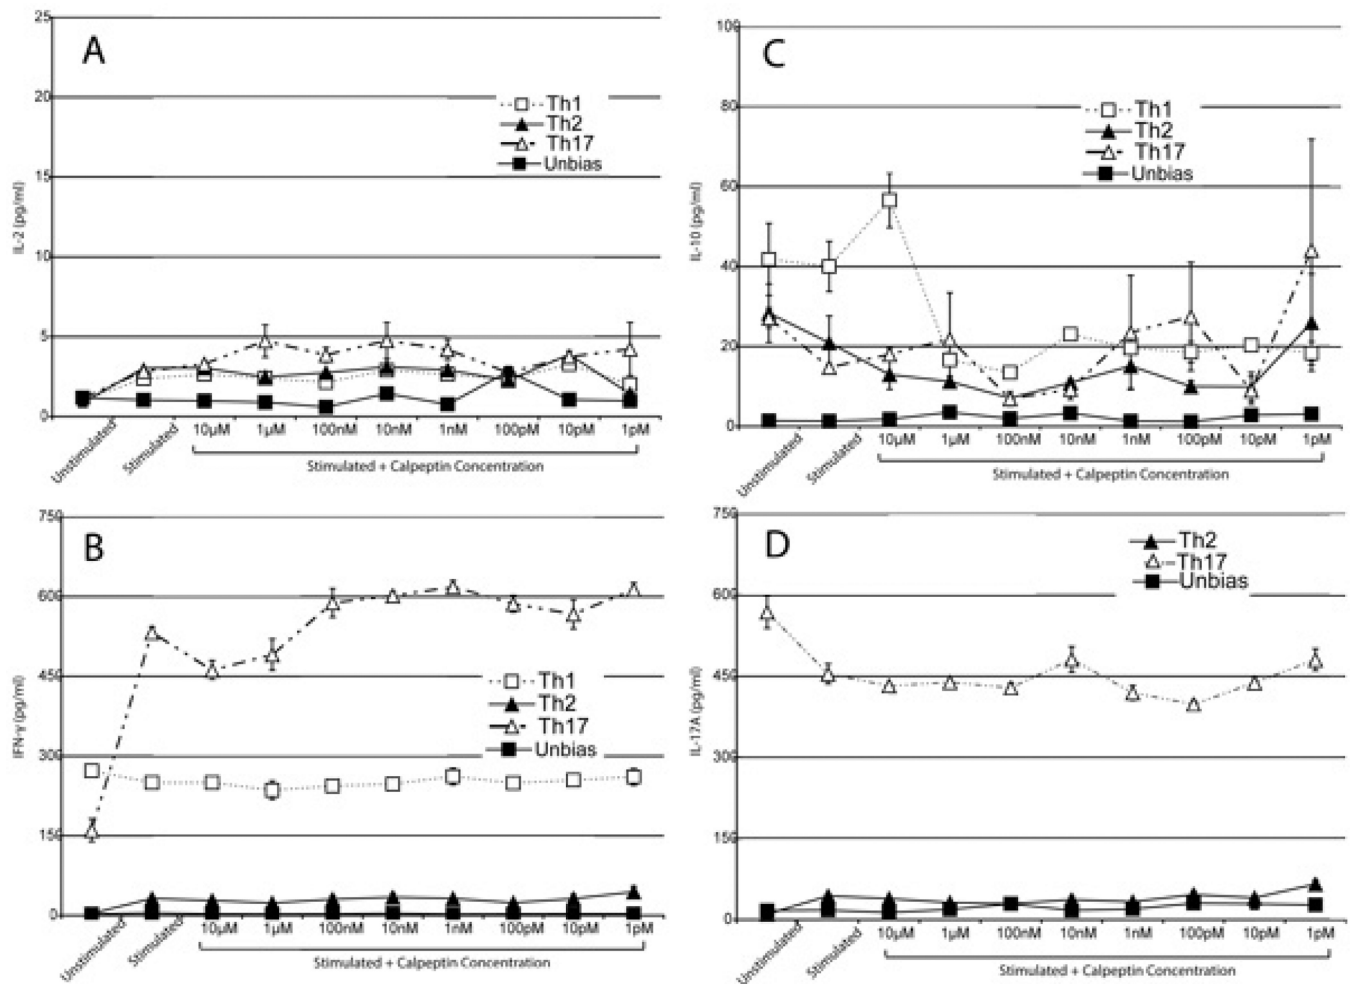 A
25
20
15
10
5
0
IL-2 (pg/ml)
Th1
Th2
Th17
Unbias
Unstimulated
Stimulated
10μM 1μM 100nM 10nM 1nM 100pM 10pM 1pM
Stimulated + Calpeptin Concentration
C
100
80
60
40
20
0
IL-10 (pg/ml)
Th1
Th2
Th17
Unbias
Unstimulated
Stimulated
10μM 1μM 100nM 10nM 1nM 100pM 10pM 1pM
Stimulated + Calpeptin Concentration
B
750
600
450
300
150
0
IFN-γ (pg/ml)
Th1
Th2
Th17
Unbias
Unstimulated
Stimulated
10μM 1μM 100nM 10nM 1nM 100pM 10pM 1pM
Stimulated + Calpeptin Concentration
D
750
600
450
300
150
0
IL-17A (pg/ml)
Th2
Th17
Unbias
Unstimulated
Stimulated
10μM 1μM 100nM 10nM 1nM 100pM 10pM 1pM
Stimulated + Calpeptin Concentration